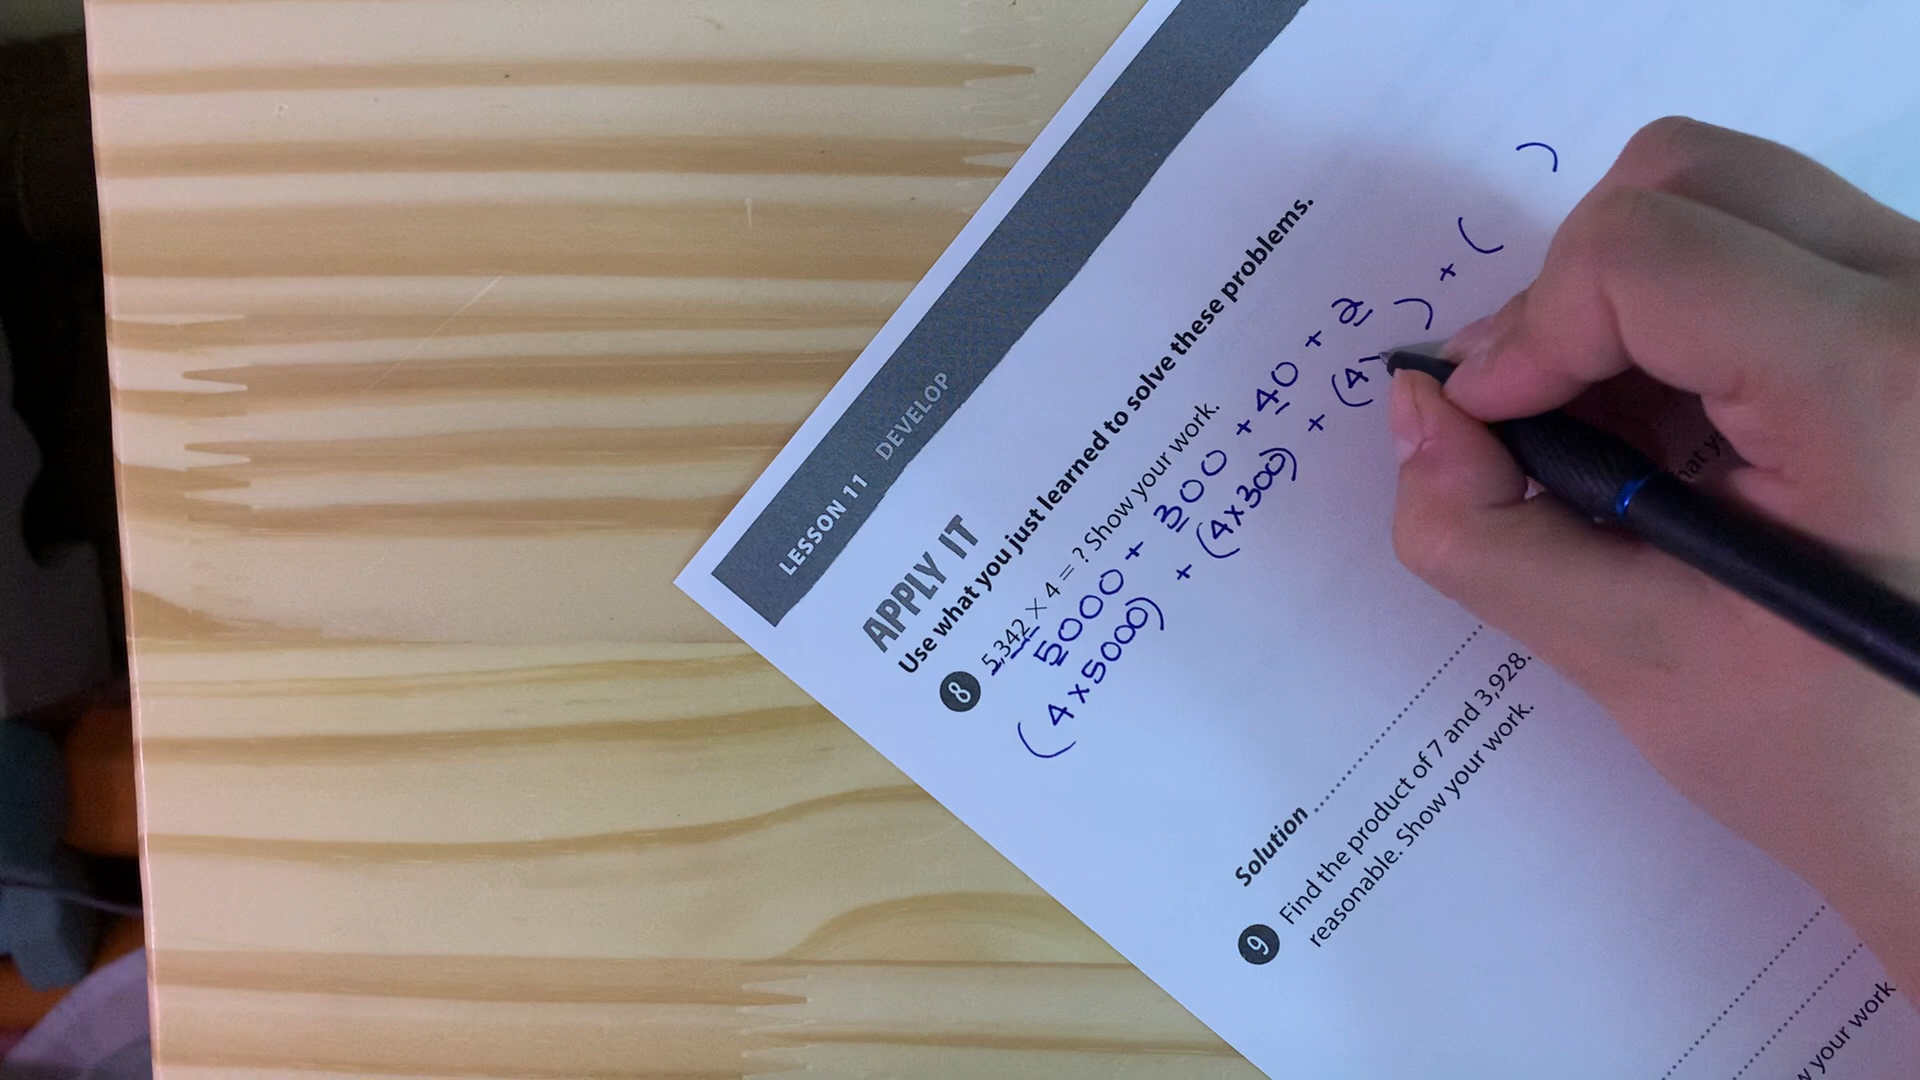 LESSON 11 DEVELOP
APPLY IT
Use what you just learned to solve these problems.
8 5,342 × 4 = ? Show your work.
5000 + 300 + 40 + 2
(4×5000) + (4×300) + (4 ) + ( )
Solution
9 Find the product of 7 and 3,928.
reasonable. Show your work.
your work